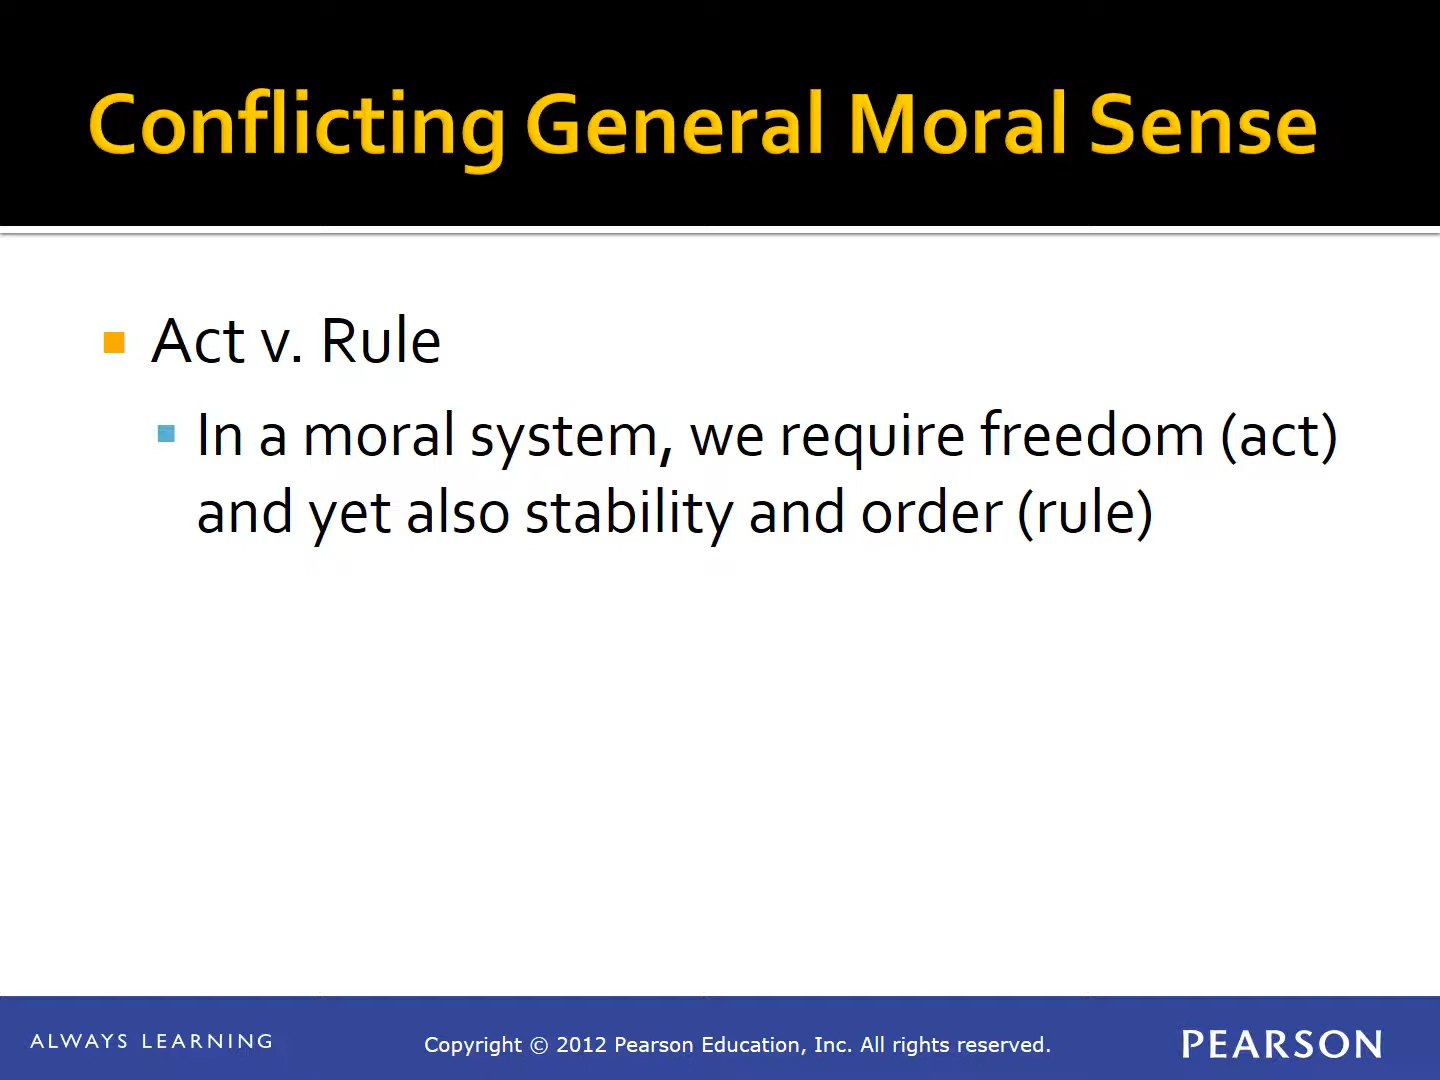 Conflicting General Moral Sense
Act v. Rule
In a moral system, we require freedom (act)
and yet also stability and order (rule)
ALWAYS LEARNING
Copyright © 2012 Pearson Education, Inc. All rights reserved.
PEARSON